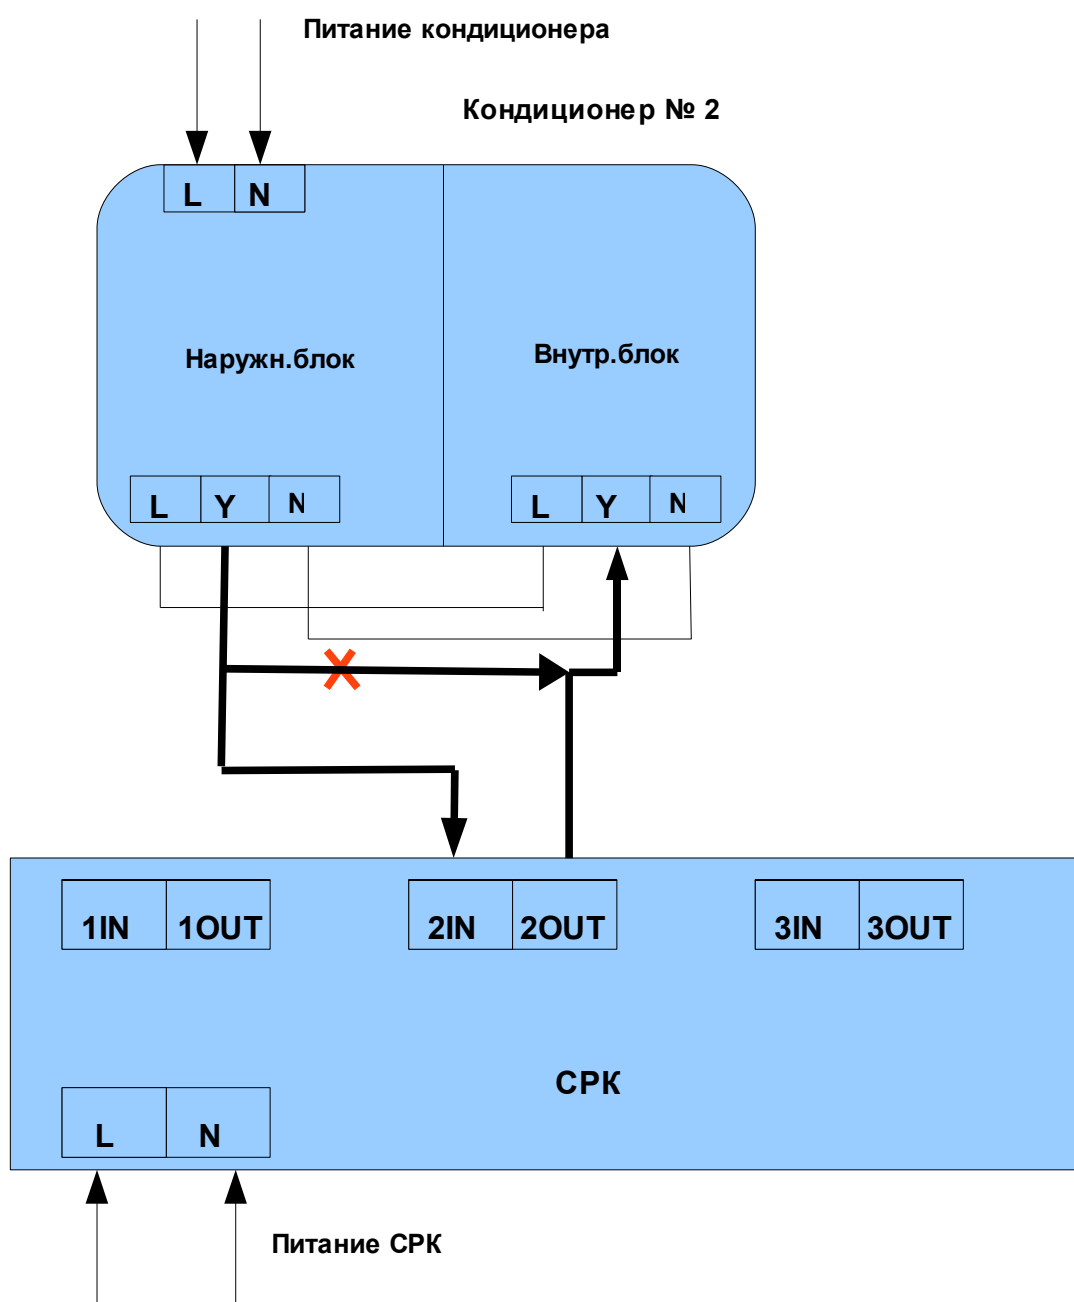 Питание кондиционера
Кондиционер № 2
L N
Наружн.блок
Внутр.блок
L Y N
L Y N
1IN 1OUT
2IN 2OUT
3IN 3OUT
СРК
L N
Питание СРК